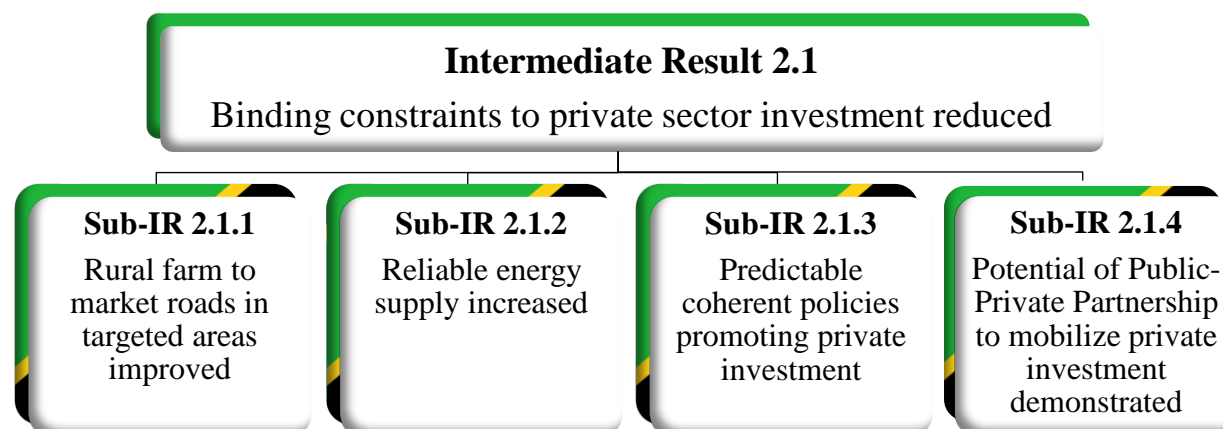 Intermediate Result 2.1
Binding constraints to private sector investment reduced
Sub-IR 2.1.1
Rural farm to
market roads in
targeted areas
improved
Sub-IR 2.1.2
Reliable energy
supply increased
Sub-IR 2.1.3
Predictable
coherent policies
promoting private
investment
Sub-IR 2.1.4
Potential of Public-
Private Partnership
to mobilize private
investment
demonstrated